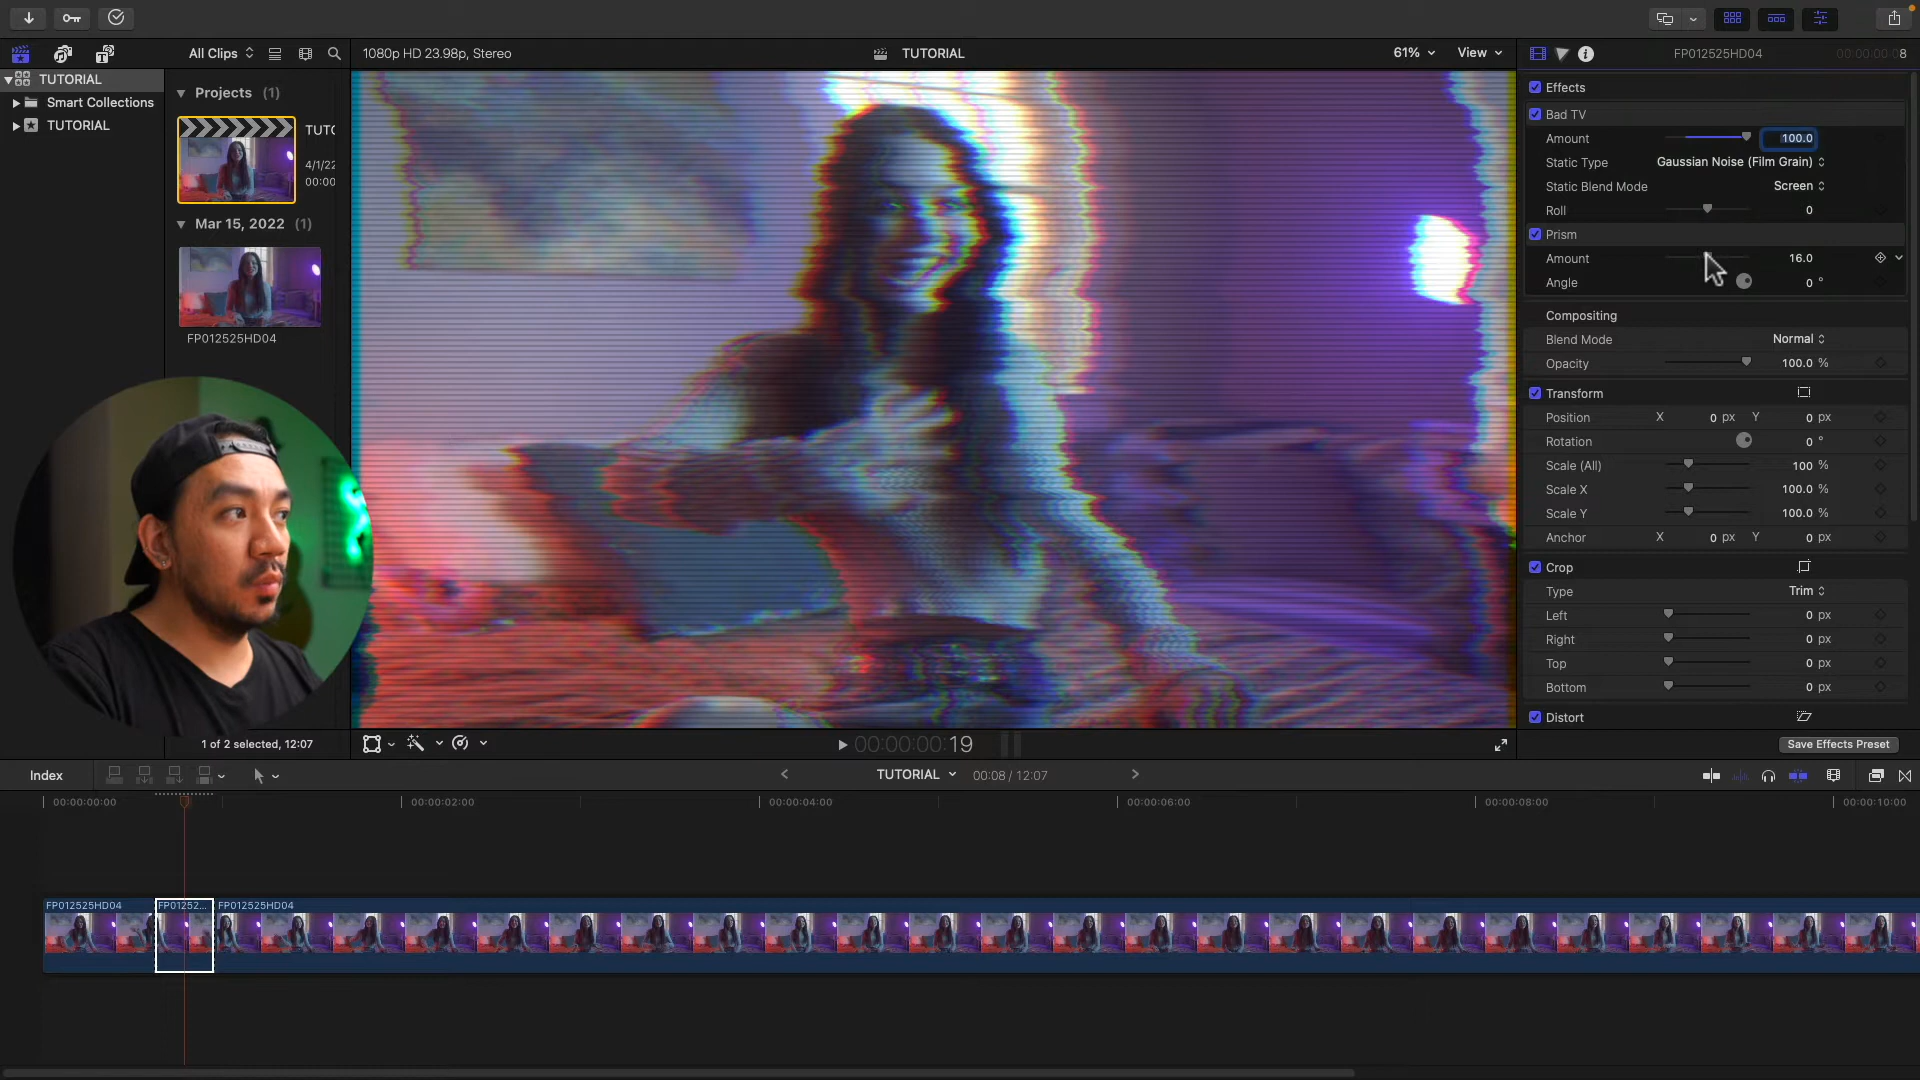 All Clips
1080p HD 23.98p, Stereo
TUTORIAL
61%
View
FP012525HD04
8
TUTORIAL
Smart Collections
TUTORIAL
Projects (1)
TUTO
4/1/22
00:00
Mar 15, 2022 (1)
FP012525HD04
Effects
Bad TV
Amount 100.0
Static Type Gaussian Noise (Film Grain)
Static Blend Mode Screen
Roll 0
Prism
Amount 16.0
Angle 0 °
Compositing
Blend Mode Normal
Opacity 100.0 %
Transform
Position X 0 px Y 0 px
Rotation 0 °
Scale (All) 100 %
Scale X 100.0 %
Scale Y 100.0 %
Anchor X 0 px Y 0 px
Crop
Type Trim
Left 0 px
Right 0 px
Top 0 px
Bottom 0 px
Distort
1 of 2 selected, 12:07
00:00:00:19
Save Effects Preset
Index
TUTORIAL
00:08 / 12:07
00:00:00:00
00:00:02:00
00:00:04:00
00:00:06:00
00:00:08:00
00:00:10:00
FP012525HD04
FP01252...
FP012525HD04